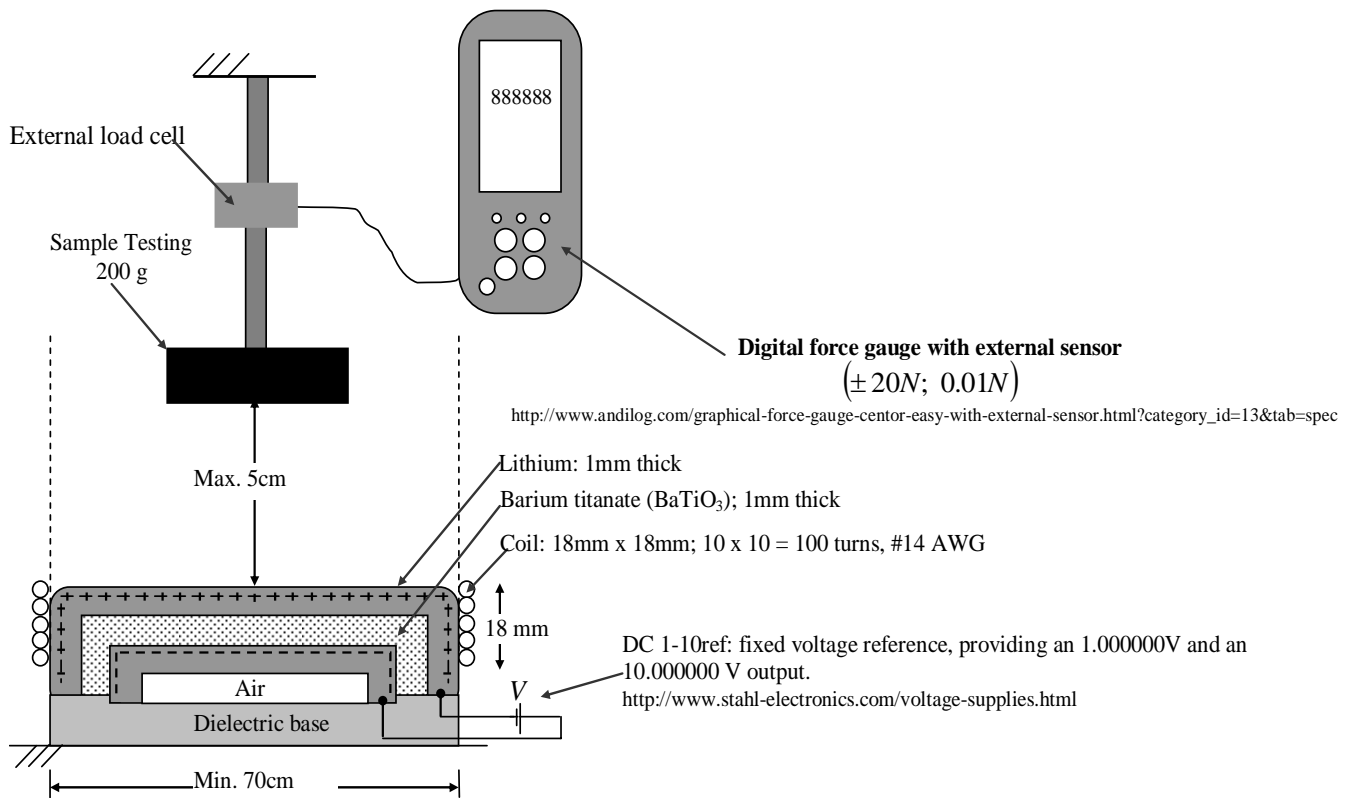 888888
External load cell
Sample Testing
200 g
Digital force gauge with external sensor
(± 20N; 0.01N)
http://www.andilog.com/graphical-force-gauge-centor-easy-with-external-sensor.html?category_id=13&tab=spec
Max. 5cm
Lithium: 1mm thick
Barium titanate (BaTiO₃); 1mm thick
Coil: 18mm x 18mm; 10 x 10 = 100 turns, #14 AWG
18 mm
DC 1-10ref: fixed voltage reference, providing an 1.000000V and an
10.000000 V output.
http://www.stahl-electronics.com/voltage-supplies.html
V
Air
Dielectric base
Min. 70cm